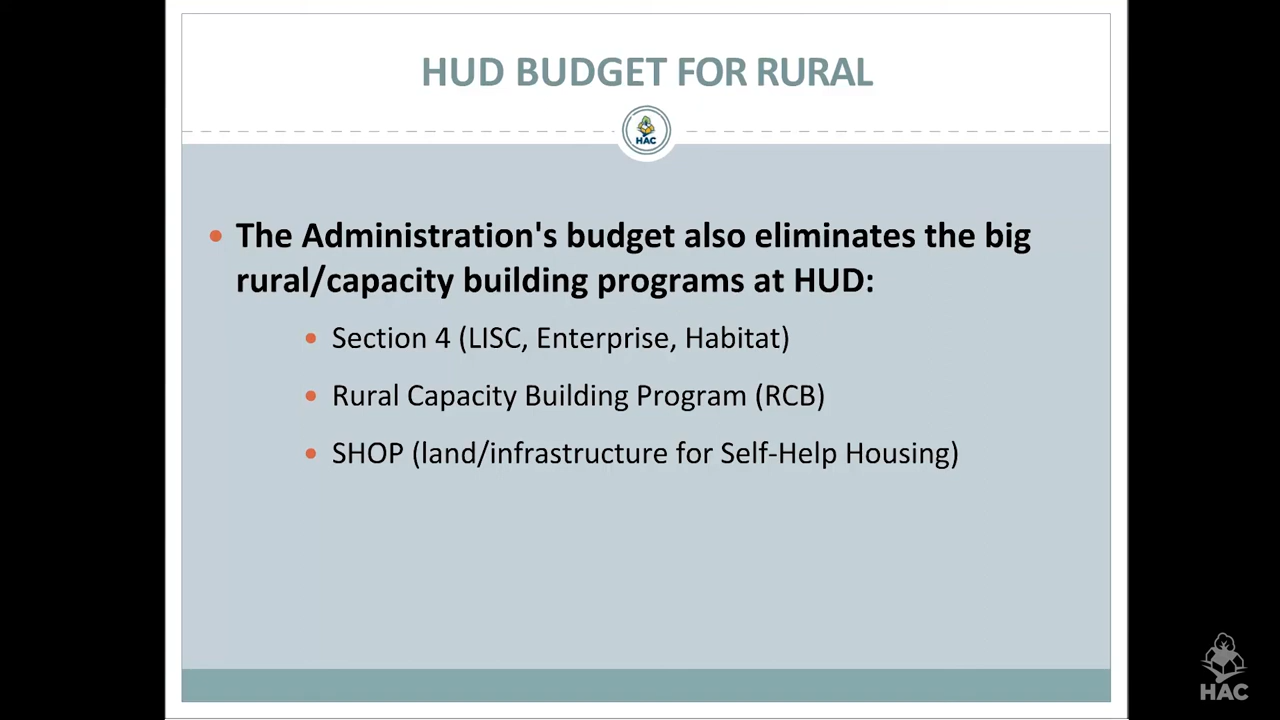 HUD BUDGET FOR RURAL
HAC
• The Administration's budget also eliminates the big
rural/capacity building programs at HUD:
• Section 4 (LISC, Enterprise, Habitat)
• Rural Capacity Building Program (RCB)
• SHOP (land/infrastructure for Self-Help Housing)
HAC